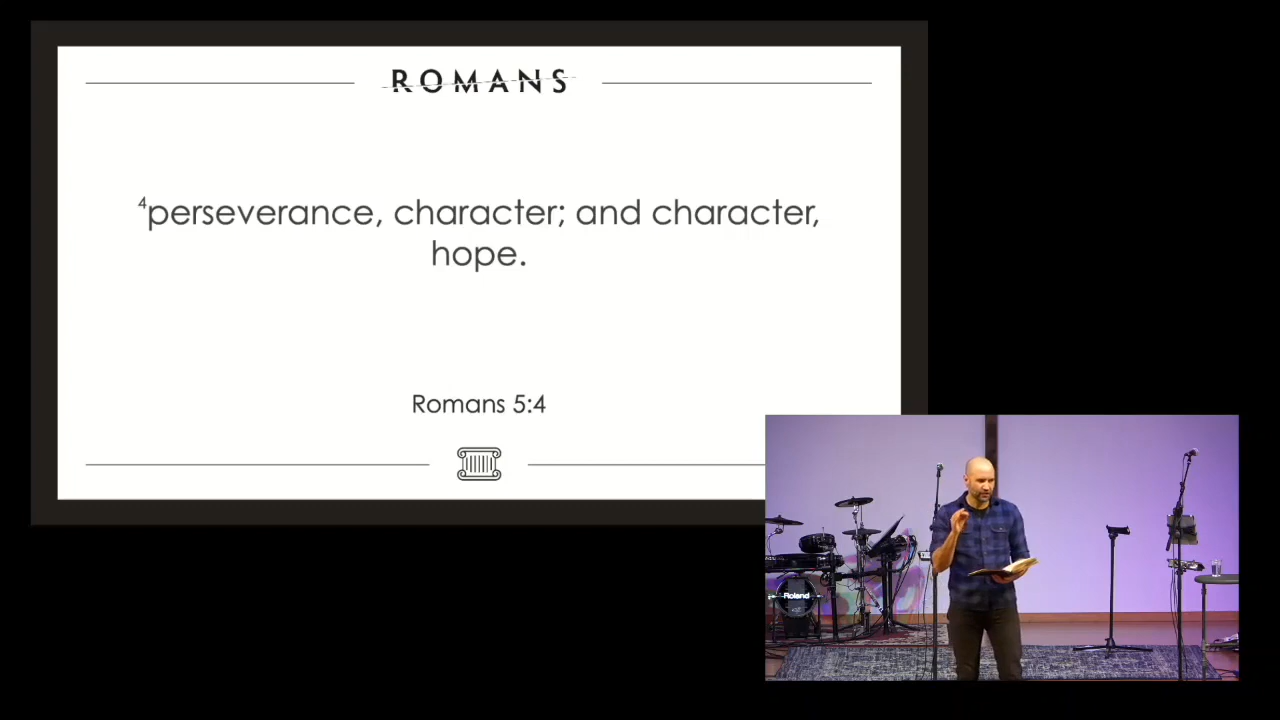 ROMANS
4perseverance, character; and character,
hope.
Romans 5:4
Roland